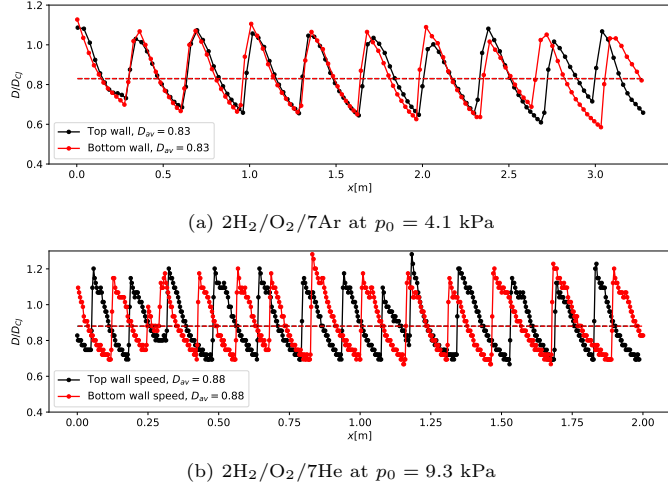 1.2
1.0
0.8
0.6
0.4
D/D_CJ
Top wall, D_av = 0.83
Bottom wall, D_av = 0.83
0.0 0.5 1.0 1.5 2.0 2.5 3.0
x[m]
(a) 2H₂/O₂/7Ar at p₀ = 4.1 kPa
1.2
1.0
0.8
0.6
0.4
D/D_CJ
Top wall speed, D_av = 0.88
Bottom wall speed, D_av = 0.88
0.00 0.25 0.50 0.75 1.00 1.25 1.50 1.75 2.00
x[m]
(b) 2H₂/O₂/7He at p₀ = 9.3 kPa